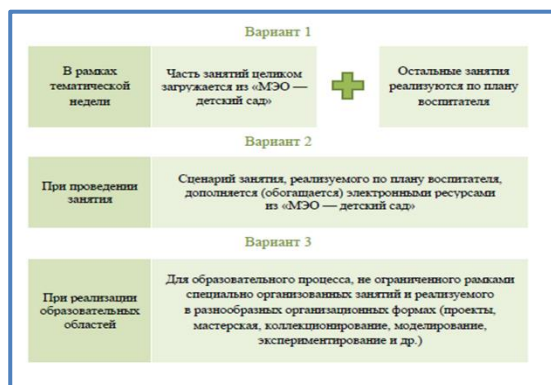 Вариант 1
В рамках
тематической
недели
Часть занятий целиком
загружается из «МЭО —
детский сад»
Остальные занятия
реализуются по плану
воспитателя
Вариант 2
При проведении
занятия
Сценарий занятия, реализуемого по плану воспитателя,
дополняется (обогащается) электронными ресурсами
из «МЭО — детский сад»
Вариант 3
При реализации
образовательных
областей
Для образовательного процесса, не ограниченного рамками
специально организованных занятий и реализуемого
в разнообразных организационных формах (проекты,
мастерская, коллекционирование, моделирование,
экспериментирование и др.)